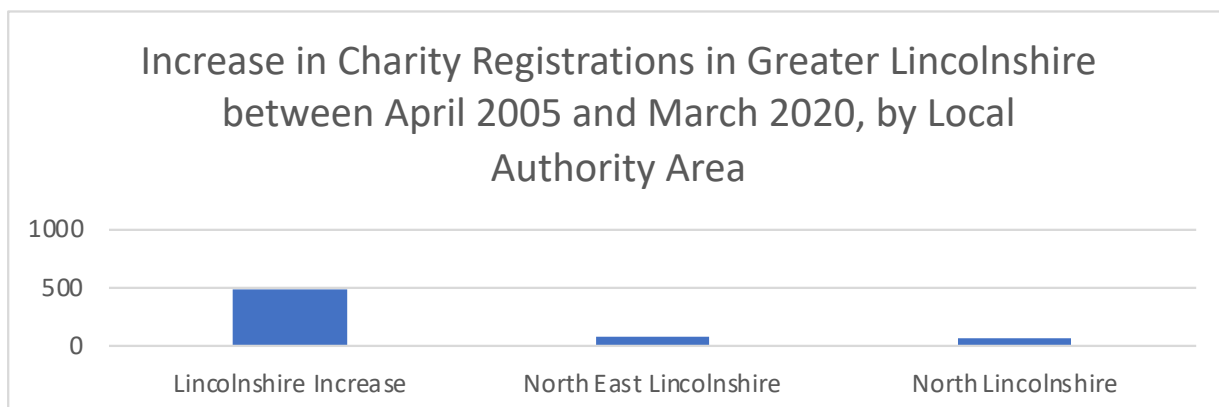 Increase in Charity Registrations in Greater Lincolnshire
between April 2005 and March 2020, by Local
Authority Area
1000
500
0
Lincolnshire Increase
North East Lincolnshire
North Lincolnshire